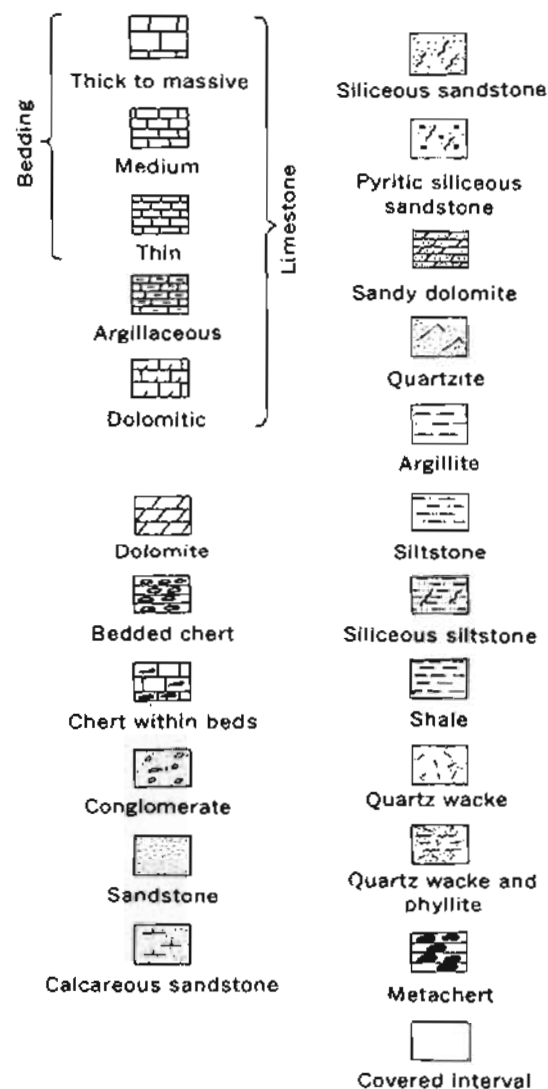 Bedding
Thick to massive
Medium
Thin
Argillaceous
Dolomitic
Limestone
Dolomite
Bedded chert
Chert within beds
Conglomerate
Sandstone
Calcareous sandstone
Siliceous sandstone
Pyritic siliceous
sandstone
Sandy dolomite
Quartzite
Argillite
Siltstone
Siliceous siltstone
Shale
Quartz wacke
Quartz wacke and
phyllite
Metachert
Covered interval